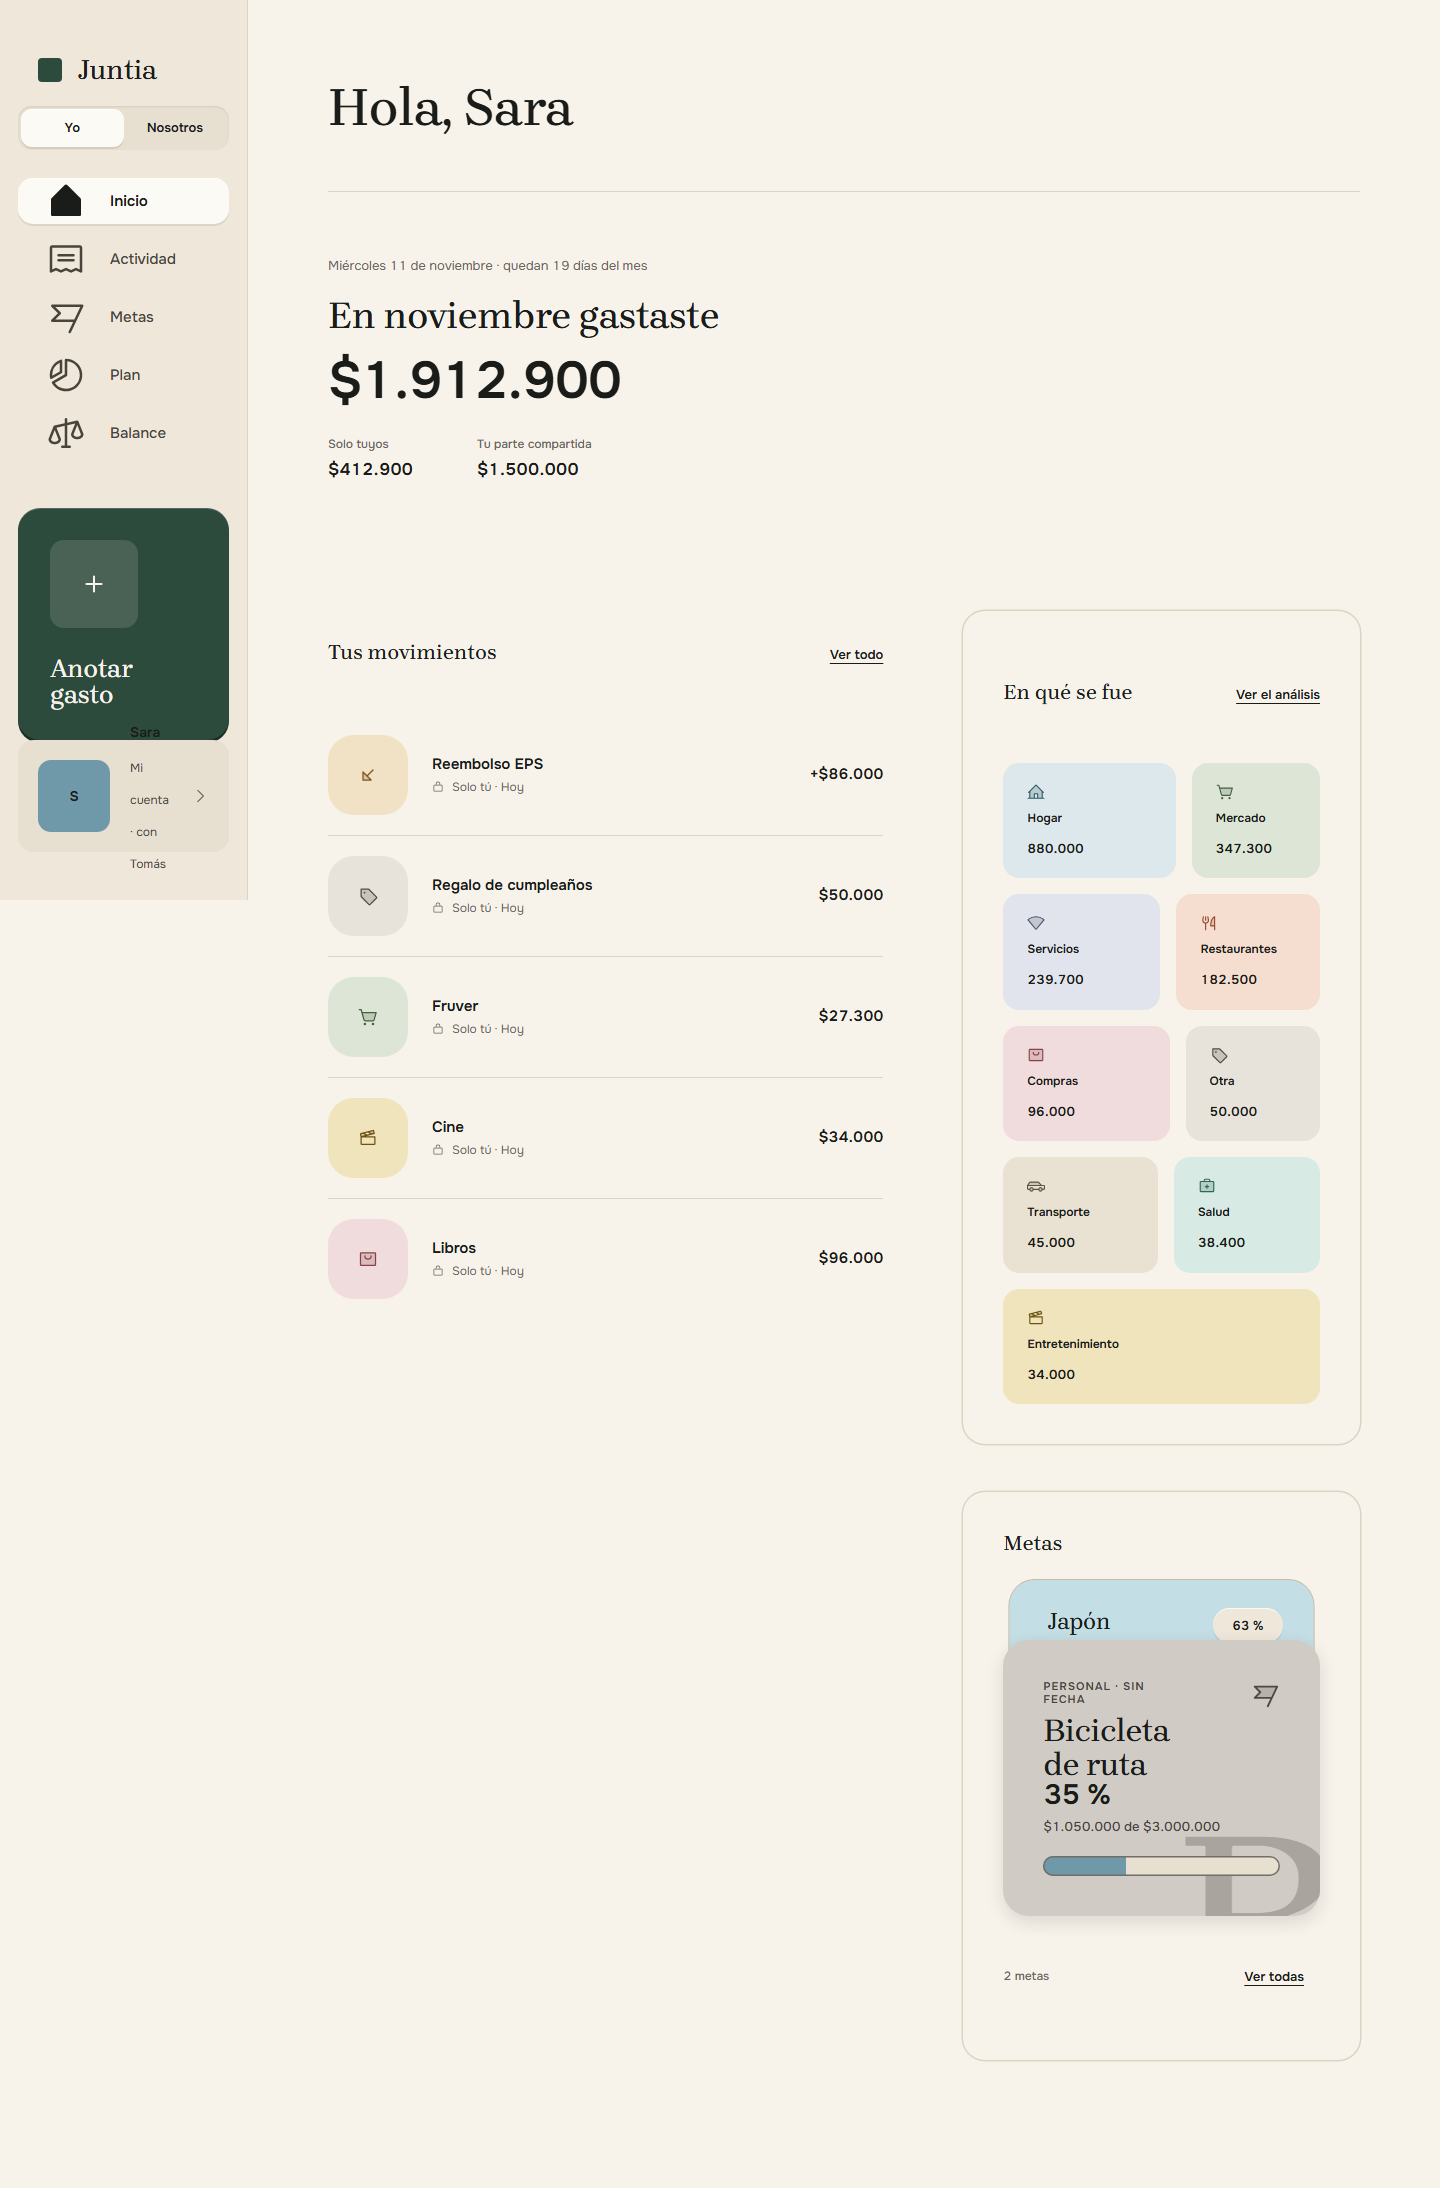 Juntia
Yo
Nosotros
Inicio
Actividad
Metas
Plan
Balance
Anotar
gasto
S
Sara
Mi
cuenta
· con
Tomás
Hola, Sara
Miércoles 11 de noviembre · quedan 19 días del mes
En noviembre gastaste
$1.912.900
Solo tuyos
$412.900
Tu parte compartida
$1.500.000
Tus movimientos
Ver todo
Reembolso EPS
Solo tú · Hoy
+$86.000
Regalo de cumpleaños
Solo tú · Hoy
$50.000
Fruver
Solo tú · Hoy
$27.300
Cine
Solo tú · Hoy
$34.000
Libros
Solo tú · Hoy
$96.000
En qué se fue
Ver el análisis
Hogar
880.000
Mercado
347.300
Servicios
239.700
Restaurantes
182.500
Compras
96.000
Otra
50.000
Transporte
45.000
Salud
38.400
Entretenimiento
34.000
Metas
Japón
63 %
PERSONAL · SIN
FECHA
Bicicleta
de ruta
35 %
$1.050.000 de $3.000.000
B
2 metas
Ver todas